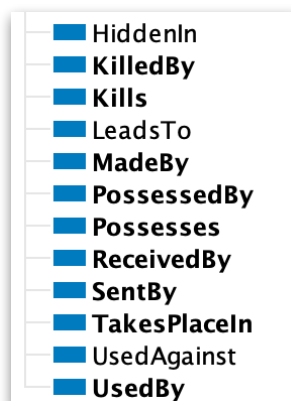 HiddenIn
KilledBy
Kills
LeadsTo
MadeBy
PossessedBy
Possesses
ReceivedBy
SentBy
TakesPlaceIn
UsedAgainst
UsedBy